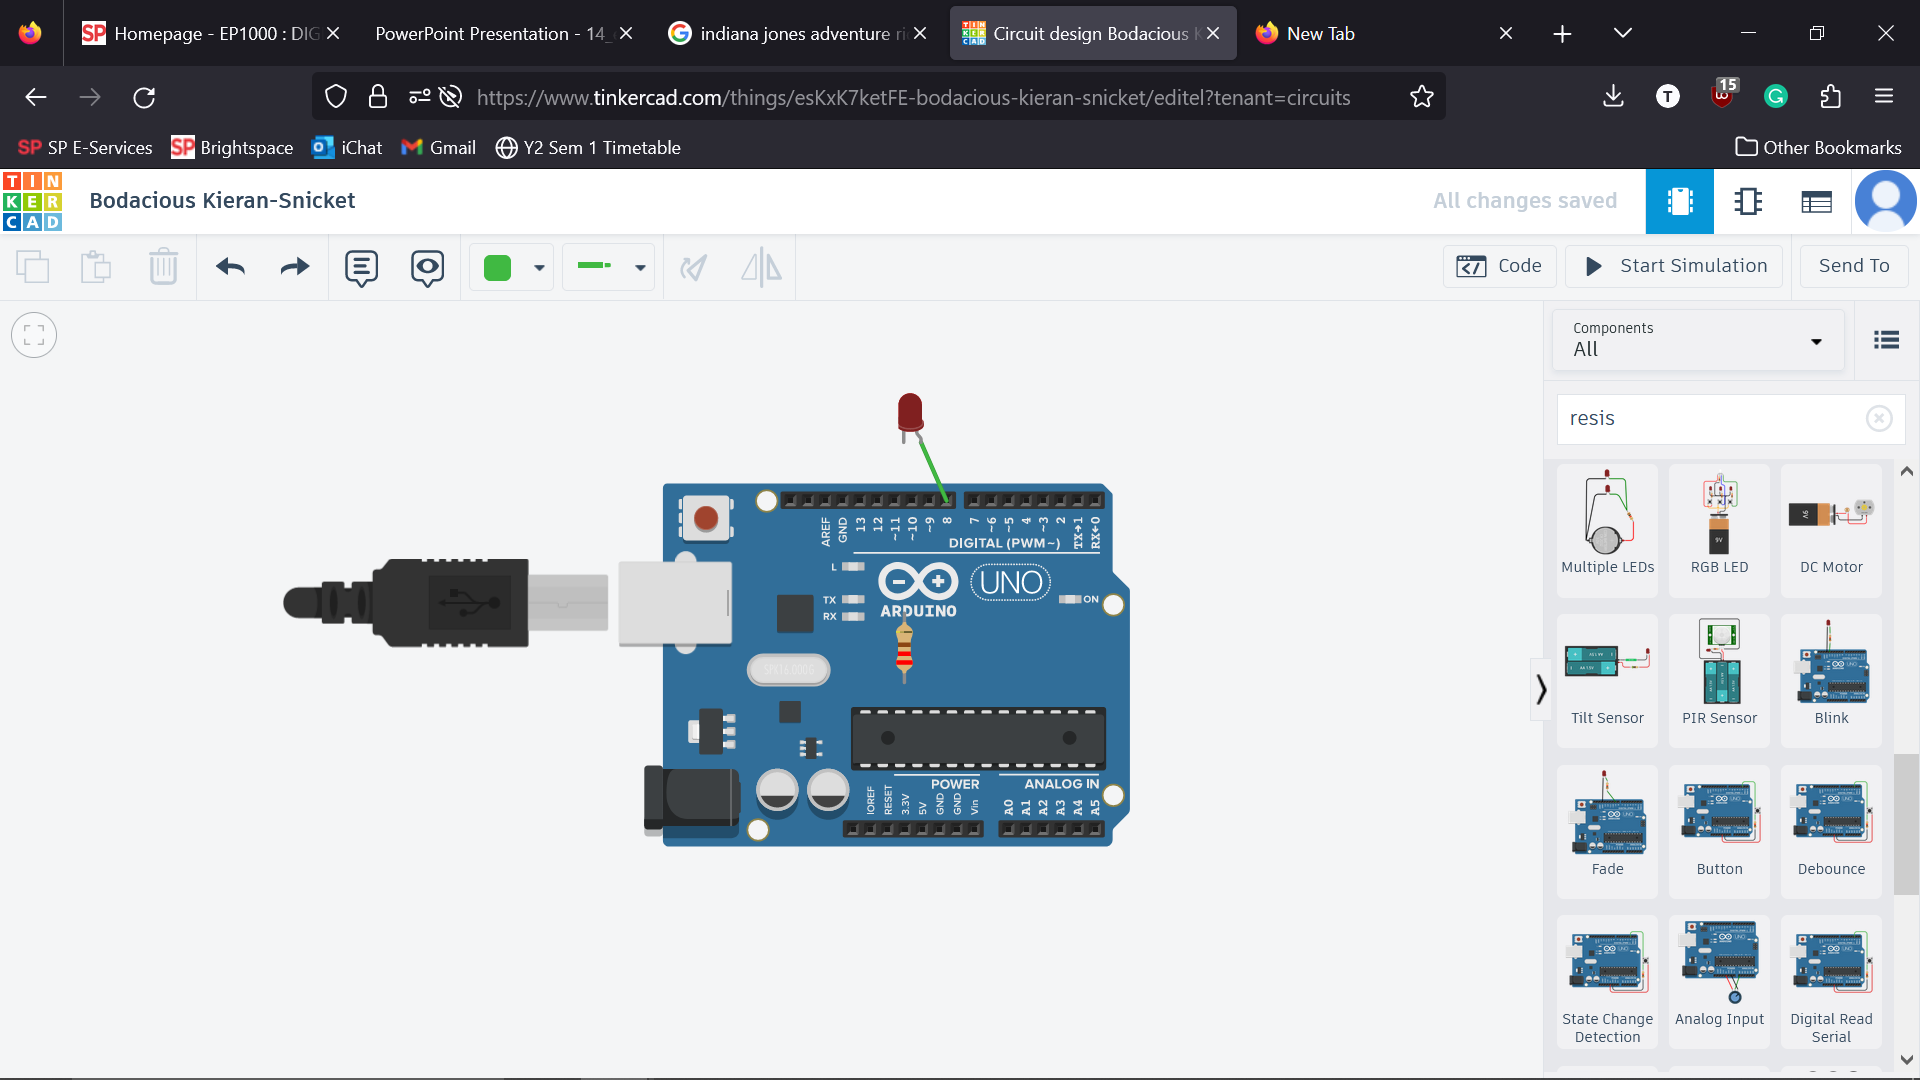 Homepage - EP1000 : DIG
PowerPoint Presentation - 14_
indiana jones adventure ri
Circuit design Bodacious K
New Tab
https://www.tinkercad.com/things/esKxK7ketFE-bodacious-kieran-snicket/editel?tenant=circuits
T
15
G
SP SP E-Services
SP Brightspace
iChat
Gmail
Y2 Sem 1 Timetable
Other Bookmarks
TIN
KER
CAD
Bodacious Kieran-Snicket
All changes saved
Code
Start Simulation
Send To
Components
All
resis
AREF
GND
13
12
~11
~10
~9
8
7
~6
~5
4
~3
2
TX→1
RX←0
DIGITAL (PWM~)
L
TX
RX
UNO
ARDUINO
ON
POWER
ANALOG IN
IOREF
RESET
3.3V
5V
GND
GND
Vin
A0
A1
A2
A3
A4
A5
Multiple LEDs
RGB LED
DC Motor
Tilt Sensor
PIR Sensor
Blink
Fade
Button
Debounce
State Change
Detection
Analog Input
Digital Read
Serial